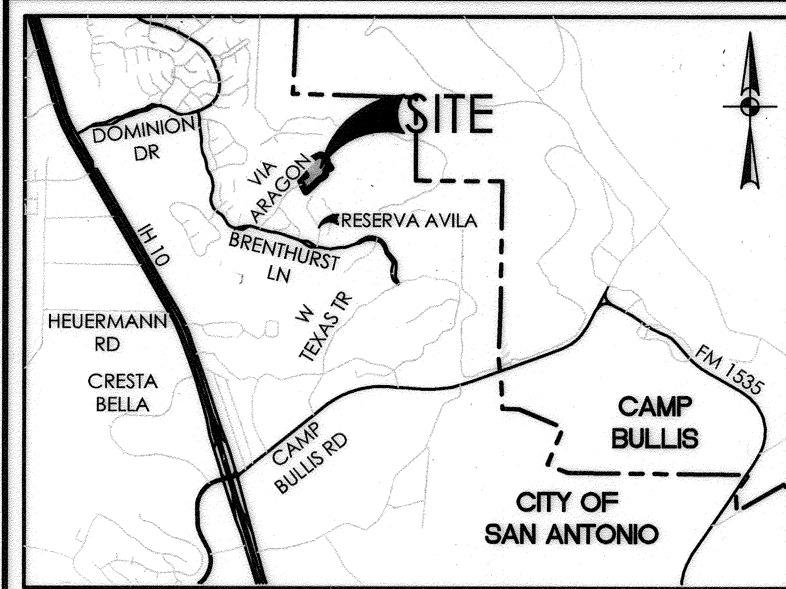 SITE
DOMINION
DR
VIA
ARAGON
RESERVA AVILA
IH 10
BRENTHURST
LN
W
TEXAS TR
HEUERMANN
RD
CRESTA
BELLA
FM 1535
CAMP
BULLIS
CAMP
BULLIS RD
CITY OF
SAN ANTONIO